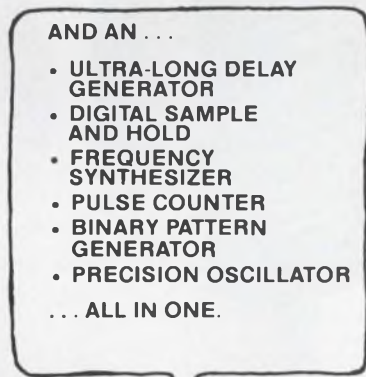 AND AN . . .
• ULTRA-LONG DELAY
GENERATOR
• DIGITAL SAMPLE
AND HOLD
• FREQUENCY
SYNTHESIZER
• PULSE COUNTER
• BINARY PATTERN
GENERATOR
• PRECISION OSCILLATOR
. . . ALL IN ONE.